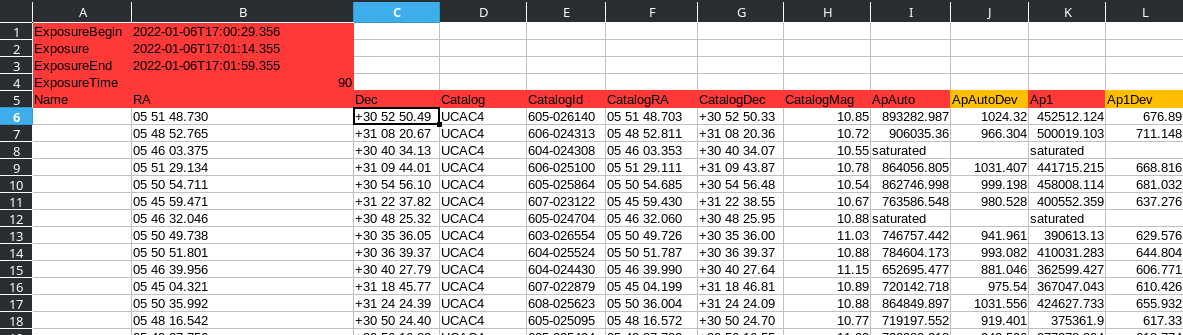 A B C D E F G H I J K L
1 ExposureBegin 2022-01-06T17:00:29.356
2 Exposure 2022-01-06T17:01:14.355
3 ExposureEnd 2022-01-06T17:01:59.355
4 ExposureTime 90
5 Name RA Dec Catalog CatalogId CatalogRA CatalogDec CatalogMag ApAuto ApAutoDev Ap1 Ap1Dev
6 05 51 48.730 +30 52 50.49 UCAC4 605-026140 05 51 48.703 +30 52 50.33 10.85 893282.987 1024.32 452512.124 676.89
7 05 48 52.765 +31 08 20.67 UCAC4 606-024313 05 48 52.811 +31 08 20.36 10.72 906035.36 966.304 500019.103 711.148
8 05 46 03.375 +30 40 34.13 UCAC4 604-024308 05 46 03.353 +30 40 34.07 10.55 saturated saturated
9 05 51 29.134 +31 09 44.01 UCAC4 606-025100 05 51 29.111 +31 09 43.87 10.78 864056.805 1031.407 441715.215 668.816
10 05 50 54.711 +30 54 56.10 UCAC4 605-025864 05 50 54.685 +30 54 56.48 10.54 862746.998 999.198 458008.114 681.032
11 05 45 59.471 +31 22 37.82 UCAC4 607-023122 05 45 59.430 +31 22 38.55 10.67 763586.548 980.528 400552.359 637.276
12 05 46 32.046 +30 48 25.32 UCAC4 605-024704 05 46 32.060 +30 48 25.95 10.88 saturated saturated
13 05 50 49.738 +30 35 36.05 UCAC4 603-026554 05 50 49.726 +30 35 36.00 11.03 746757.442 941.961 390613.13 629.576
14 05 50 51.801 +30 36 39.37 UCAC4 604-025524 05 50 51.787 +30 36 39.37 10.88 784604.173 993.082 410031.283 644.804
15 05 46 39.956 +30 40 27.79 UCAC4 604-024430 05 46 39.990 +30 40 27.64 11.15 652695.477 881.046 362599.427 606.771
16 05 45 04.321 +31 18 45.77 UCAC4 607-022879 05 45 04.199 +31 18 46.81 10.89 720142.718 975.54 367047.043 610.426
17 05 50 35.992 +31 24 24.39 UCAC4 608-025623 05 50 36.004 +31 24 24.09 10.88 864849.897 1031.556 424627.733 655.932
18 05 48 16.542 +30 50 24.40 UCAC4 605-025095 05 48 16.572 +30 50 24.70 10.77 719197.552 919.401 375361.9 617.33